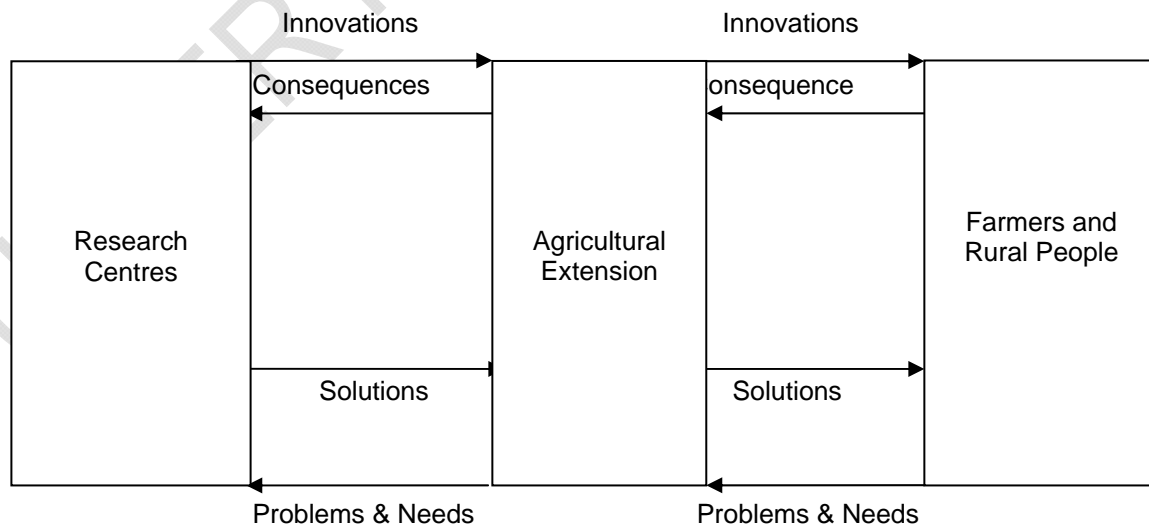 Innovations
Innovations
Consequences
onsequence
Research
Centres
Agricultural
Extension
Farmers and
Rural People
Solutions
Solutions
Problems & Needs
Problems & Needs